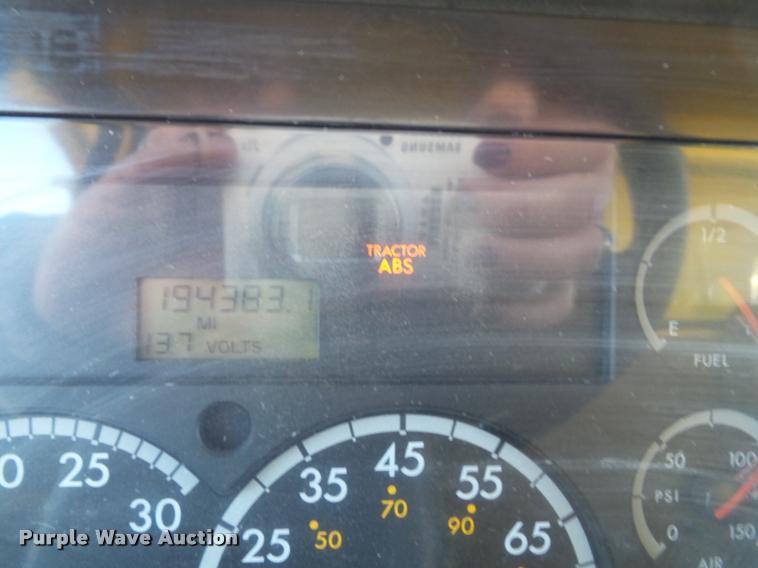 SAMSUNG
TRACTOR
ABS
194383.1
MI
13.7 VOLTS
1/2
E
FUEL
25
30
25
35
45
55
65
50
70
90
50
100
PSI
0
150
AIR
Purple Wave Auction